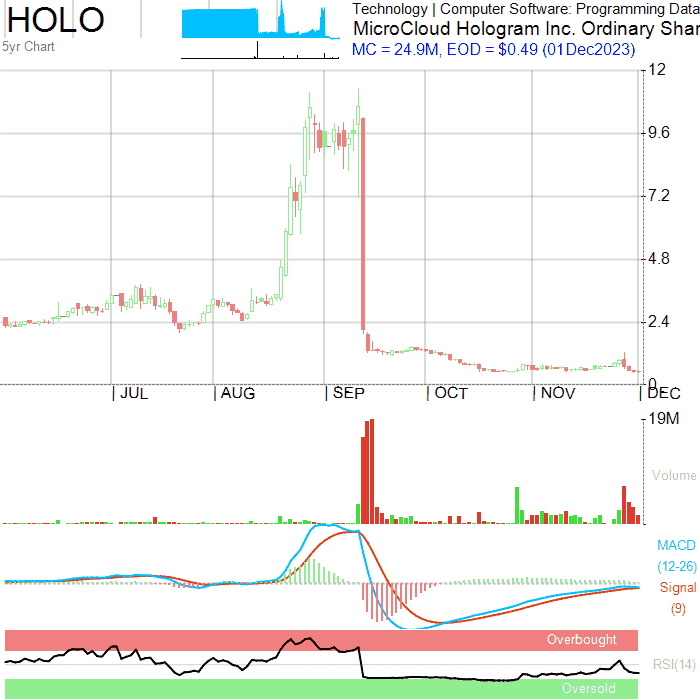 HOLO
5yr Chart
Technology | Computer Software: Programming Data
MicroCloud Hologram Inc. Ordinary Shar
MC = 24.9M, EOD = $0.49 (01Dec2023)
12
9.6
7.2
4.8
2.4
0
JUL AUG SEP OCT NOV DEC
19M
Volume
MACD
(12-26)
Signal
(9)
Overbought
RSI(14)
Oversold